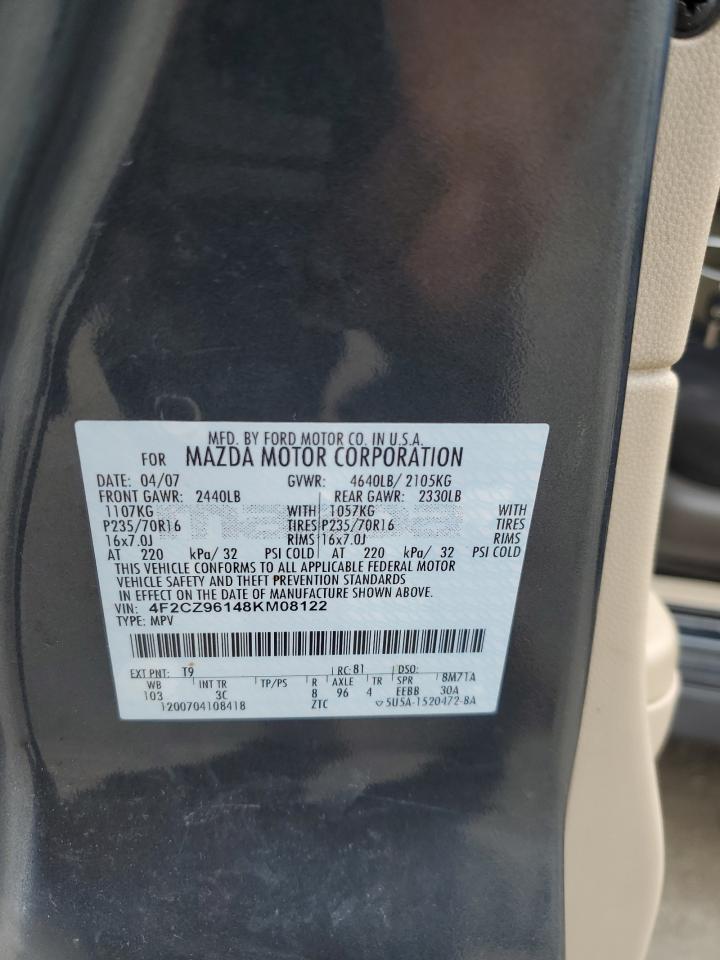 MFD. BY FORD MOTOR CO. IN U.S.A.
FOR MAZDA MOTOR CORPORATION
DATE: 04/07 GVWR: 4640LB/ 2105KG
FRONT GAWR: 2440LB REAR GAWR: 2330LB
1107KG WITH 1057KG WITH
P235/70R16 TIRES P235/70R16 TIRES
16x7.0J RIMS 16x7.0J RIMS
AT 220 kPa/ 32 PSI COLD AT 220 kPa/ 32 PSI COLD
THIS VEHICLE CONFORMS TO ALL APPLICABLE FEDERAL MOTOR
VEHICLE SAFETY AND THEFT PREVENTION STANDARDS
IN EFFECT ON THE DATE OF MANUFACTURE SHOWN ABOVE.
VIN: 4F2CZ96148KM08122
TYPE: MPV
EXT PNT: T9 RC: 81 DSO:
WB INT TR TP/PS R AXLE TR SPR 8M71A
103 3C 8 96 4 EEBB 30A
1200704108418 ZTC 5U5A-1520472-BA
mazda